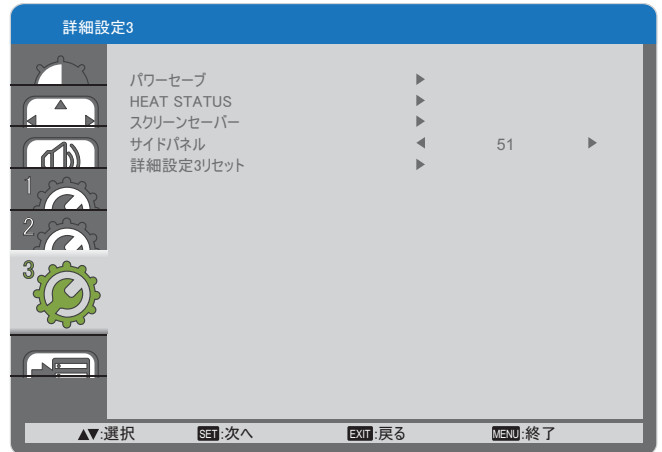 詳細設定3
パワーセーブ ▶
HEAT STATUS ▶
スクリーンセーバー ▶
サイドパネル ◀ 51 ▶
詳細設定3リセット ▶
1
2
3
▲▼:選択 SET:次へ EXIT:戻る MENU:終了